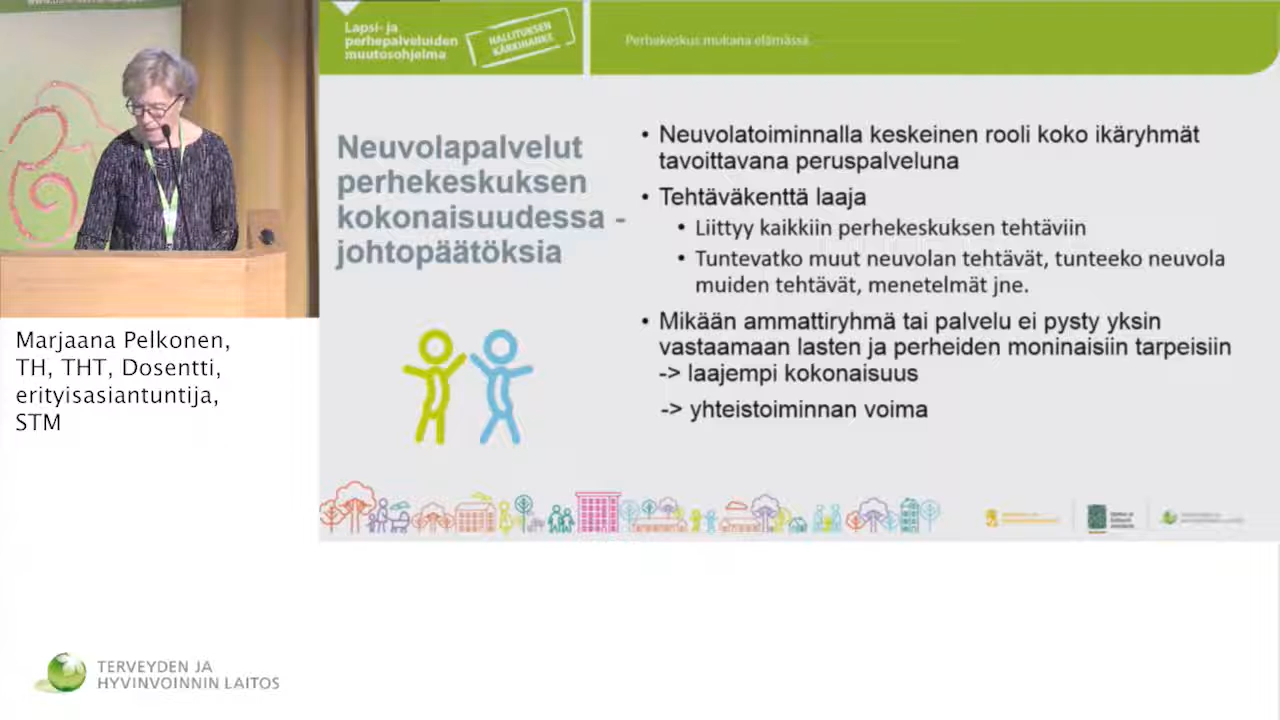 Lapsi- ja
perhepalveluiden
muutosohjelma
HALLITUKSEN
KÄRKIHANKE
Perhekeskus mukana elämässä
Neuvolapalvelut
perhekeskuksen
kokonaisuudessa -
johtopäätöksia
• Neuvolatoiminnalla keskeinen rooli koko ikäryhmät
tavoittavana peruspalveluna
• Tehtäväkenttä laaja
• Liittyy kaikkiin perhekeskuksen tehtäviin
• Tuntevatko muut neuvolan tehtävät, tunteeko neuvola
muiden tehtävät, menetelmät jne.
• Mikään ammattiryhmä tai palvelu ei pysty yksin
vastaamaan lasten ja perheiden moninaisiin tarpeisiin
-> laajempi kokonaisuus
-> yhteistoiminnan voima
Marjaana Pelkonen,
TH, THT, Dosentti,
erityisasiantuntija,
STM
TERVEYDEN JA
HYVINVOINNIN LAITOS